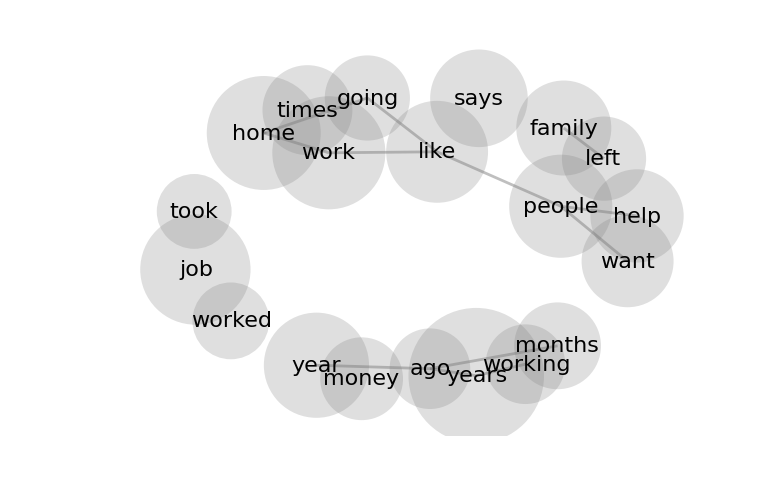 going
says
times
family
home
work
like
left
people
took
help
want
job
worked
months
year
working
ago
years
money